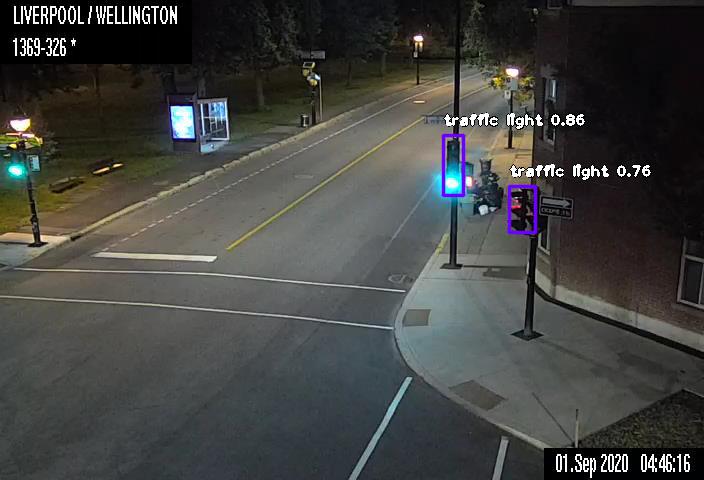 LIVERPOOL / WELLINGTON
1369-326 *
traffic light 0.86
traffic light 0.76
01.Sep 2020 04:46:16